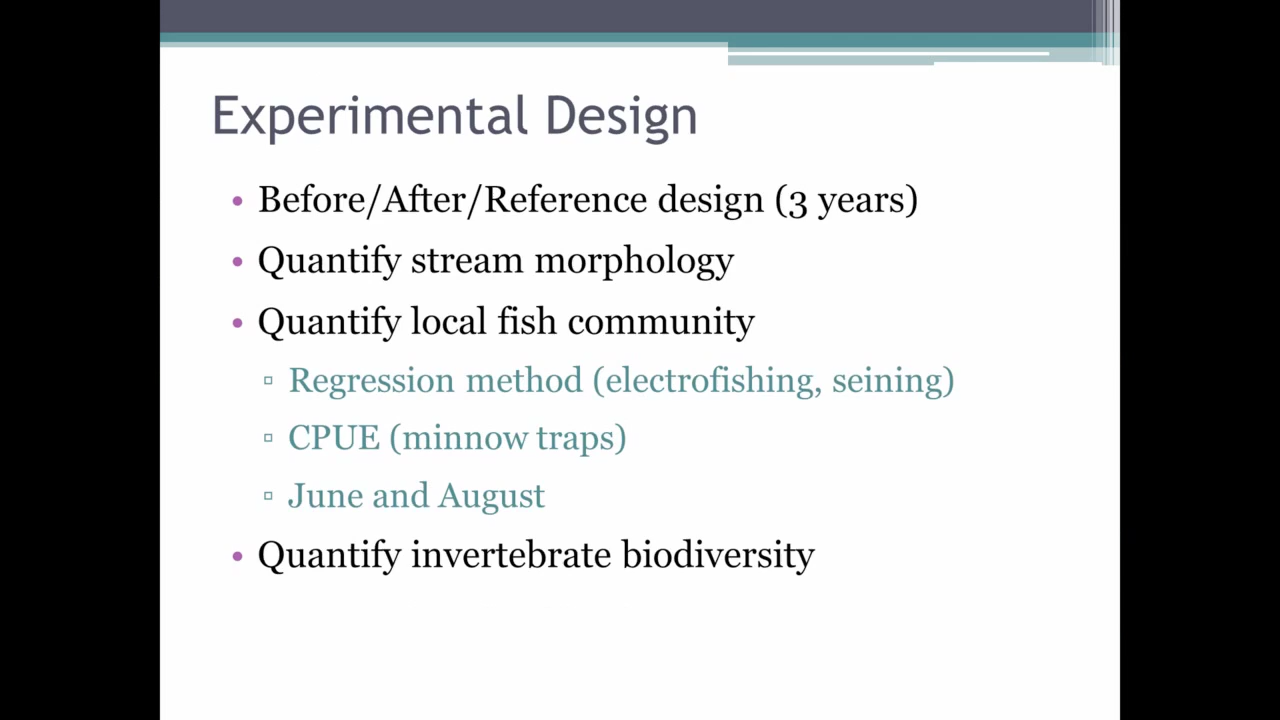 Experimental Design
• Before/After/Reference design (3 years)
• Quantify stream morphology
• Quantify local fish community
▫ Regression method (electrofishing, seining)
▫ CPUE (minnow traps)
▫ June and August
• Quantify invertebrate biodiversity